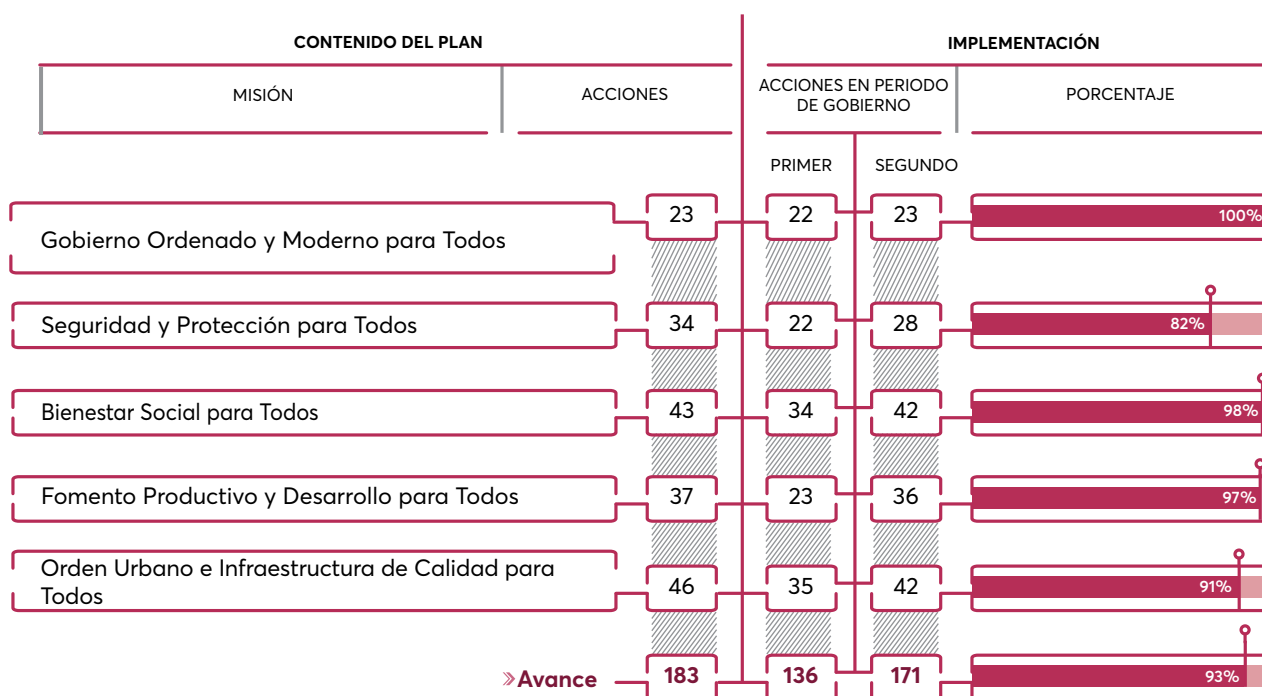 CONTENIDO DEL PLAN
IMPLEMENTACIÓN
MISIÓN
ACCIONES
ACCIONES EN PERIODO
DE GOBIERNO
PORCENTAJE
PRIMER
SEGUNDO
Gobierno Ordenado y Moderno para Todos
23
22
23
100%
Seguridad y Protección para Todos
34
22
28
82%
Bienestar Social para Todos
43
34
42
98%
Fomento Productivo y Desarrollo para Todos
37
23
36
97%
Orden Urbano e Infraestructura de Calidad para
Todos
46
35
42
91%
»Avance
183
136
171
93%